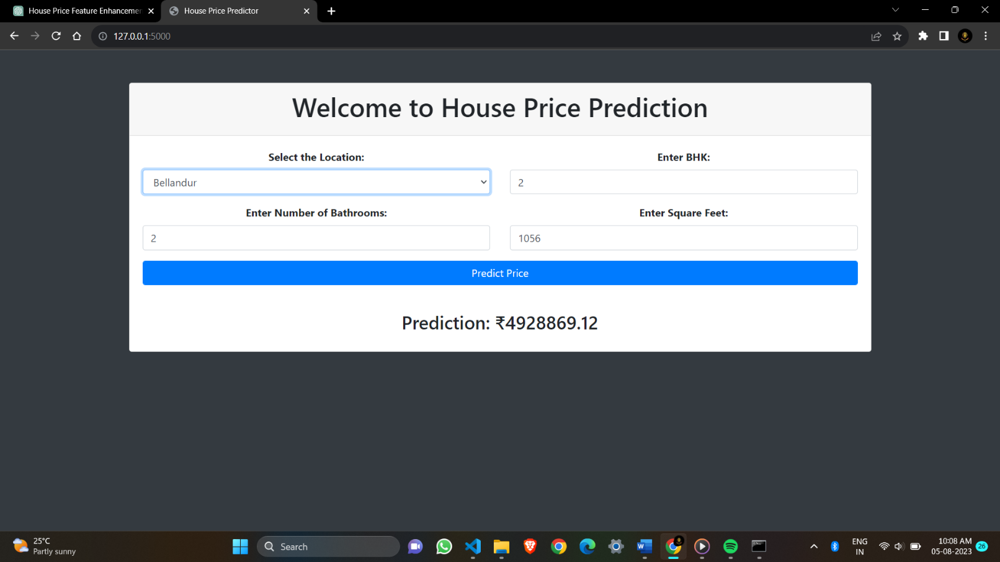 House Price Feature Enhancemen
House Price Predictor
127.0.0.1:5000
Welcome to House Price Prediction
Select the Location:
Enter BHK:
Bellandur
2
Enter Number of Bathrooms:
Enter Square Feet:
2
1056
Predict Price
Prediction: ₹4928869.12
25°C
Partly sunny
Search
ENG
IN
10:08 AM
05-08-2023
26